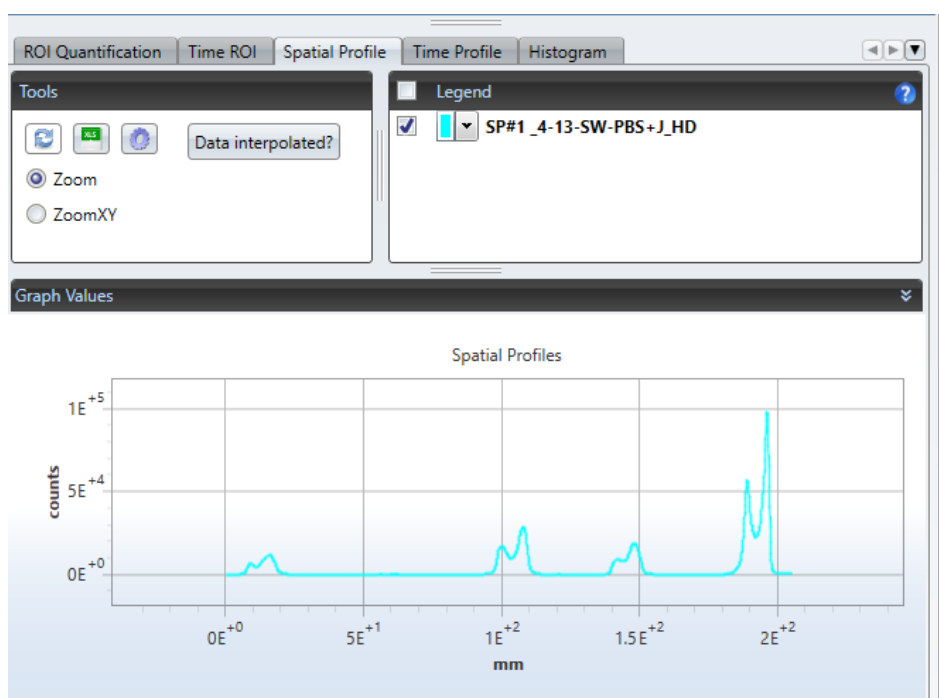 ROI Quantification Time ROI Spatial Profile Time Profile Histogram
Tools
Legend
?
XLS
Data interpolated?
SP#1 _4-13-SW-PBS+J_HD
Zoom
ZoomXY
Graph Values
Spatial Profiles
1E+5
5E+4
0E+0
counts
0E+0 5E+1 1E+2 1.5E+2 2E+2
mm